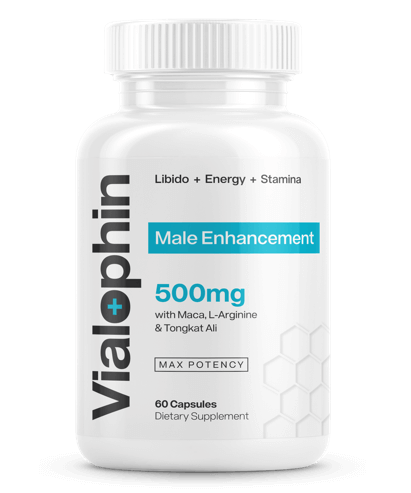 Vialophin
Libido + Energy + Stamina
Male Enhancement
500mg
with Maca, L-Arginine
& Tongkat Ali
MAX POTENCY
60 Capsules
Dietary Supplement